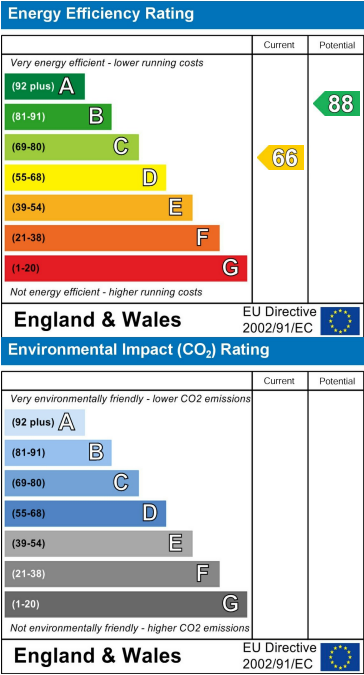 Energy Efficiency Rating
Current Potential
Very energy efficient - lower running costs
(92 plus) A
(81-91) B
(69-80) C
(55-68) D
(39-54) E
(21-38) F
(1-20) G
88
66
Not energy efficient - higher running costs
England & Wales
EU Directive
2002/91/EC
Environmental Impact (CO₂) Rating
Current Potential
Very environmentally friendly - lower CO2 emissions
(92 plus) A
(81-91) B
(69-80) C
(55-68) D
(39-54) E
(21-38) F
(1-20) G
Not environmentally friendly - higher CO2 emissions
England & Wales
EU Directive
2002/91/EC